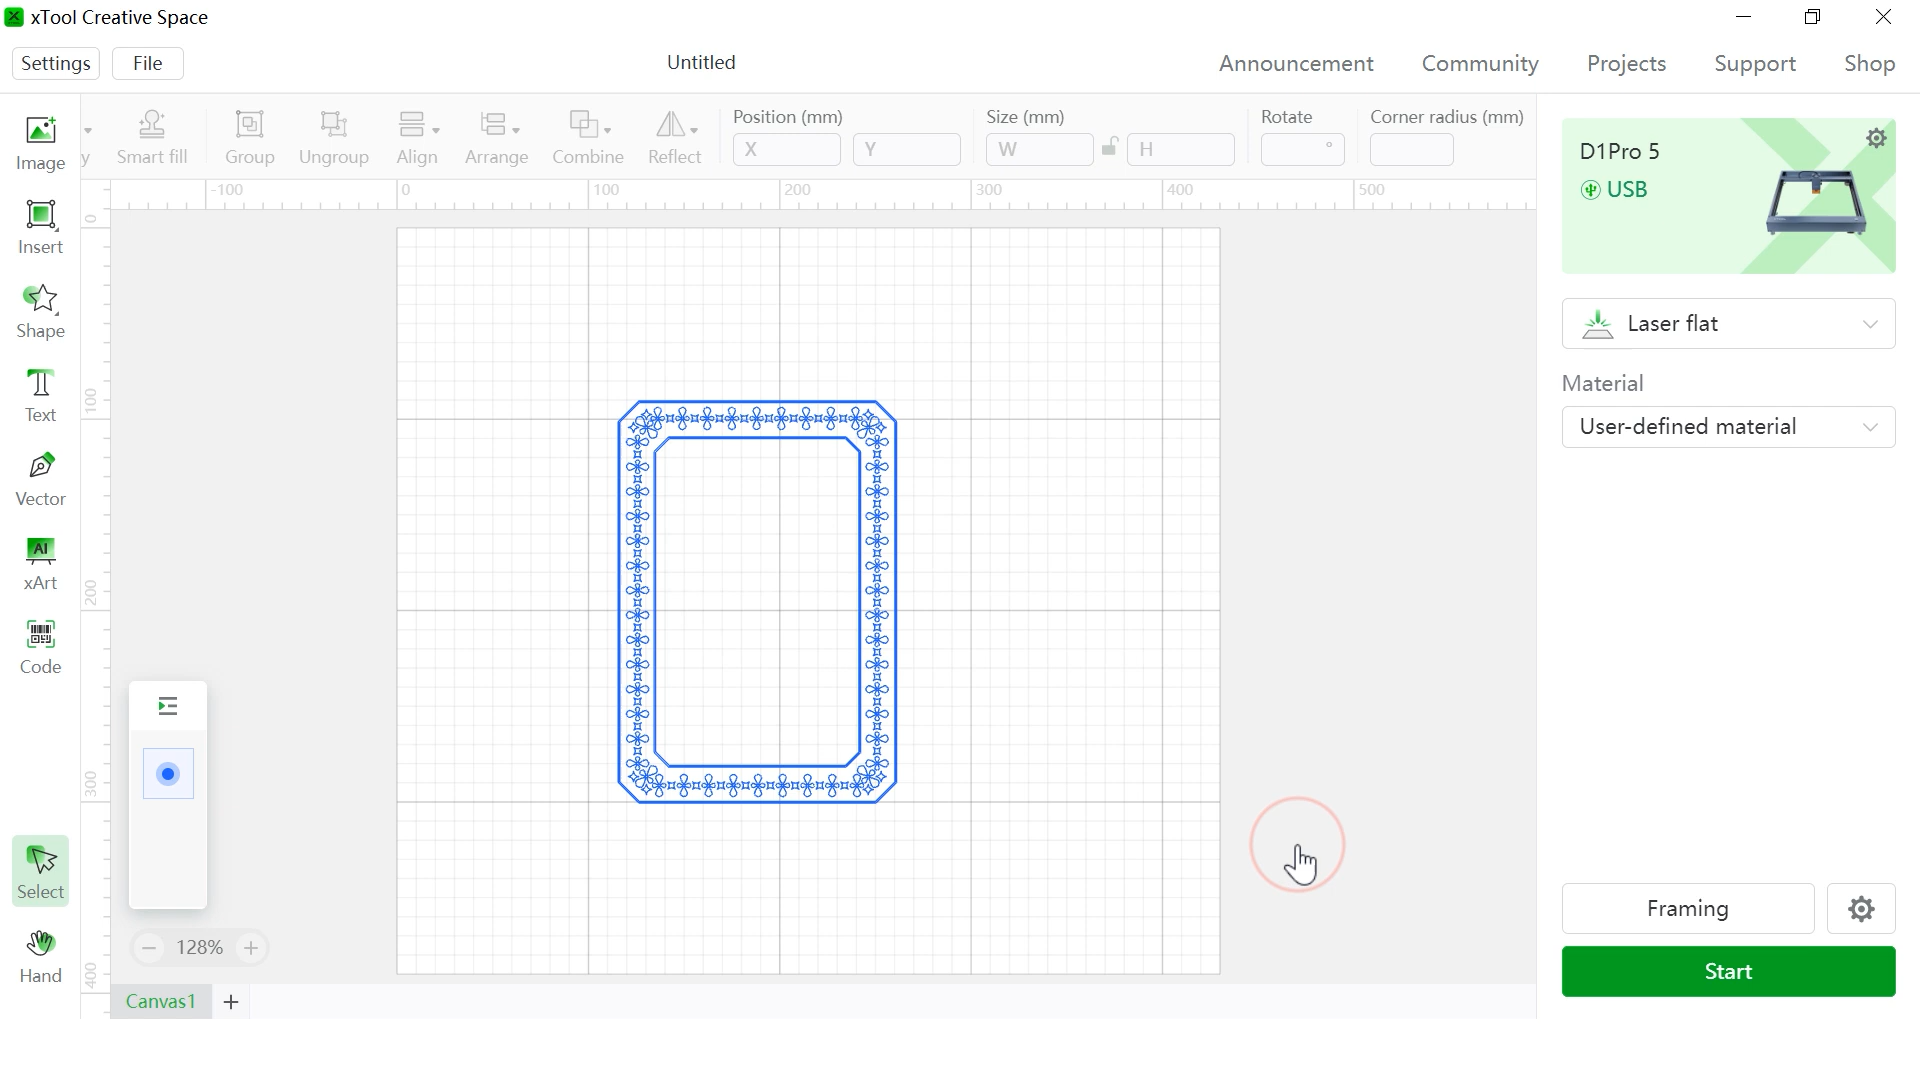 xTool Creative Space
Settings File Untitled Announcement Community Projects Support Shop
Position (mm) Size (mm) Rotate Corner radius (mm)
X Y W H °
y Smart fill Group Ungroup Align Arrange Combine Reflect
Image
Insert
Shape
Text
Vector
AI
xArt
Code
Select
Hand
-100 0 100 200 300 400 500
0
100
200
300
400
128%
Canvas1 +
D1Pro 5
USB
Laser flat
Material
User-defined material
Framing
Start